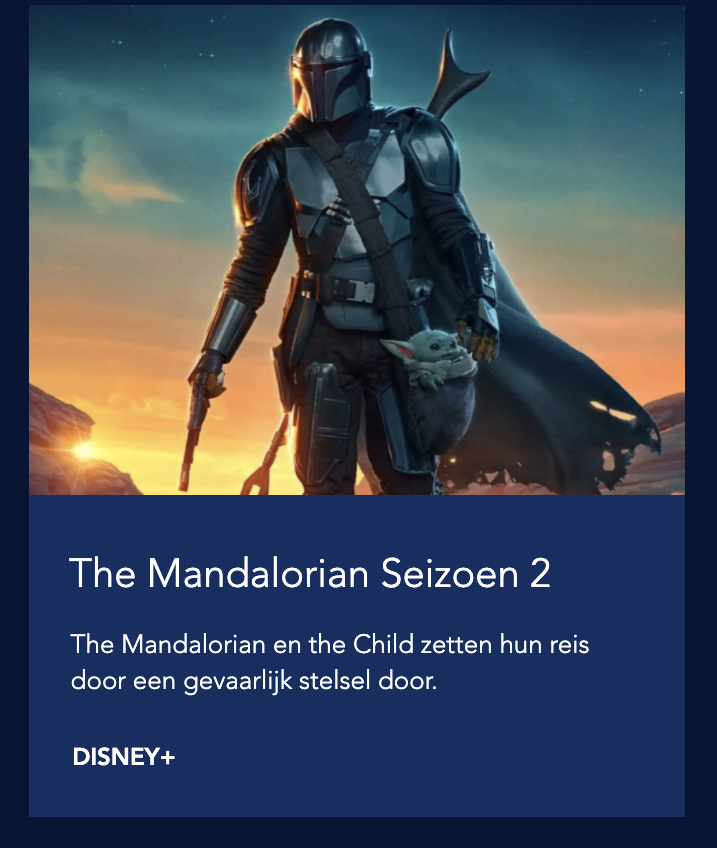 The Mandalorian Seizoen 2
The Mandalorian en the Child zetten hun reis
door een gevaarlijk stelsel door.
DISNEY+